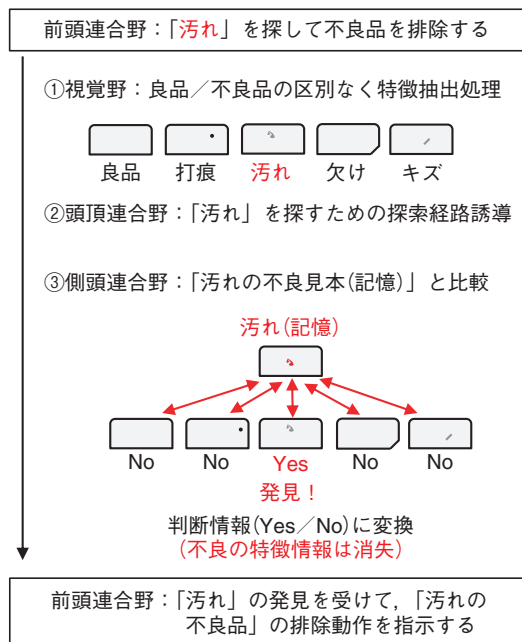 前頭連合野：「汚れ」を探して不良品を排除する
①視覚野：良品／不良品の区別なく特徴抽出処理
良品 打痕 汚れ 欠け キズ
②頭頂連合野：「汚れ」を探すための探索経路誘導
③側頭連合野：「汚れの不良見本(記憶)」と比較
汚れ(記憶)
No No Yes No No
発見！
判断情報(Yes／No)に変換
(不良の特徴情報は消失)
前頭連合野：「汚れ」の発見を受けて，「汚れの
不良品」の排除動作を指示する